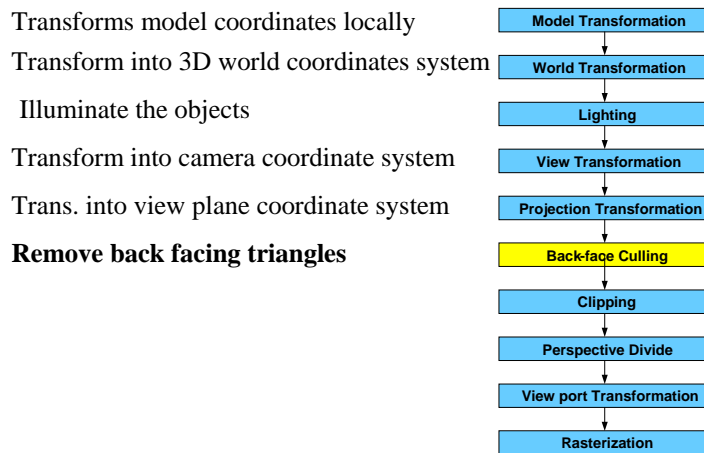 Transforms model coordinates locally
Model Transformation
Transform into 3D world coordinates system
World Transformation
Illuminate the objects
Lighting
Transform into camera coordinate system
View Transformation
Trans. into view plane coordinate system
Projection Transformation
Remove back facing triangles
Back-face Culling
Clipping
Perspective Divide
View port Transformation
Rasterization